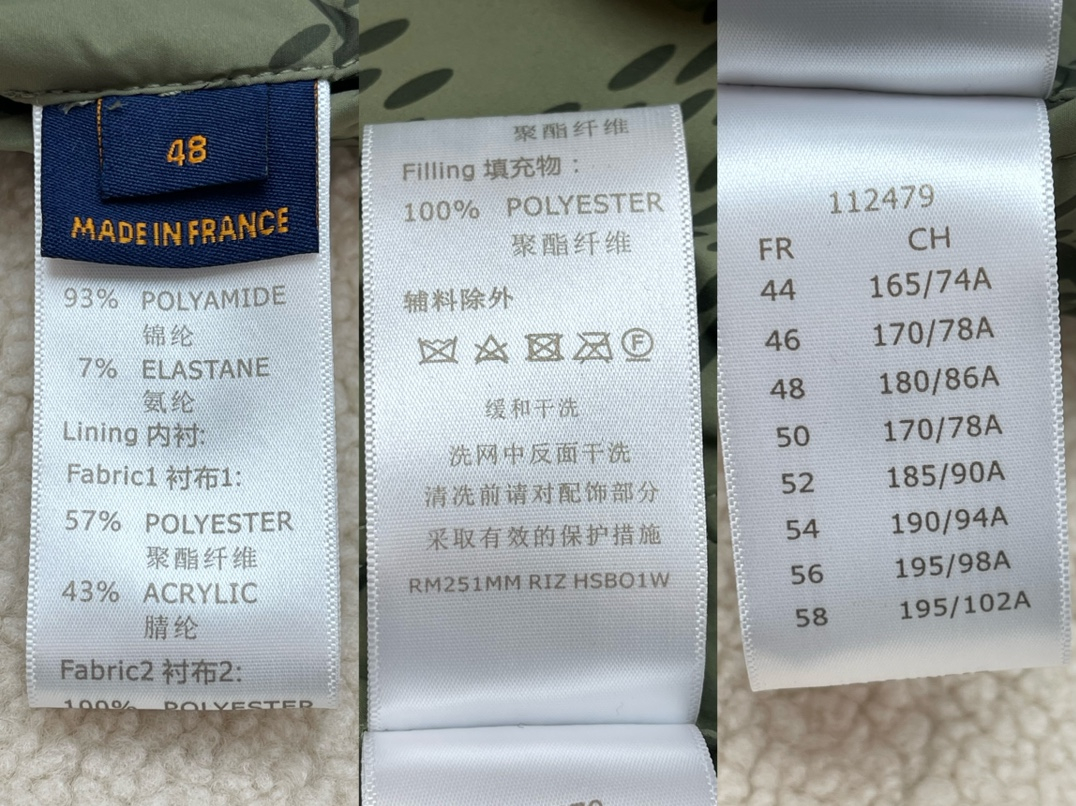 48
MADE IN FRANCE
93% POLYAMIDE
锦纶
7% ELASTANE
氨纶
Lining 内衬:
Fabric1 衬布1:
57% POLYESTER
聚酯纤维
43% ACRYLIC
腈纶
Fabric2 衬布2:
100% POLYESTER
聚酯纤维
Filling 填充物:
100% POLYESTER
聚酯纤维
辅料除外
P
缓和干洗
洗网中反面干洗
清洗前请对配饰部分
采取有效的保护措施
RM251MM RIZ HSBO1W
112479
FR CH
44 165/74A
46 170/78A
48 180/86A
50 170/78A
52 185/90A
54 190/94A
56 195/98A
58 195/102A